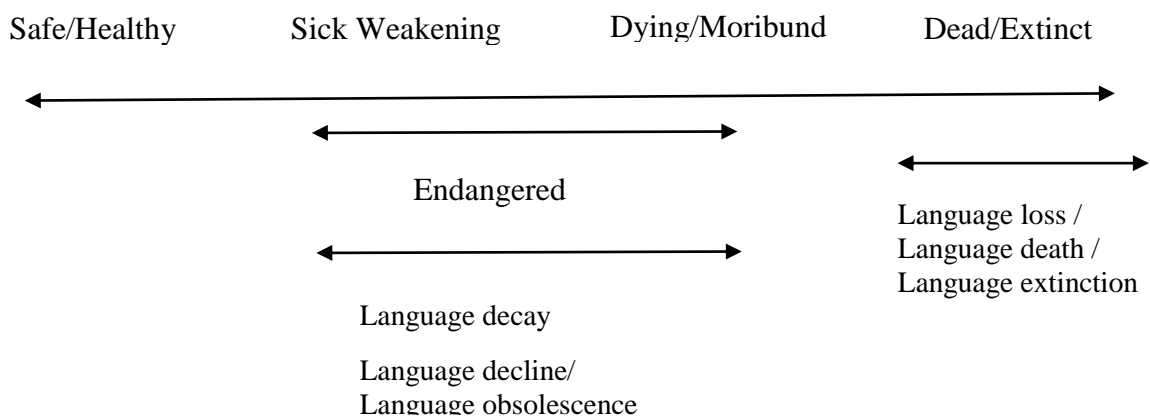 Safe/Healthy Sick Weakening Dying/Moribund Dead/Extinct
Endangered
Language loss /
Language death /
Language extinction
Language decay
Language decline/
Language obsolescence